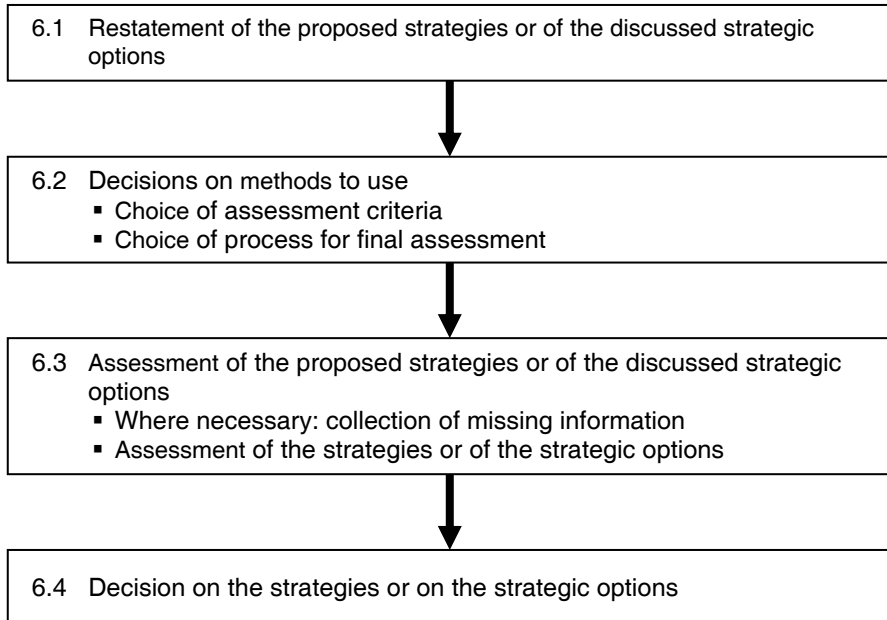 6.1 Restatement of the proposed strategies or of the discussed strategic
options
6.2 Decisions on methods to use
▪ Choice of assessment criteria
▪ Choice of process for final assessment
6.3 Assessment of the proposed strategies or of the discussed strategic
options
▪ Where necessary: collection of missing information
▪ Assessment of the strategies or of the strategic options
6.4 Decision on the strategies or on the strategic options